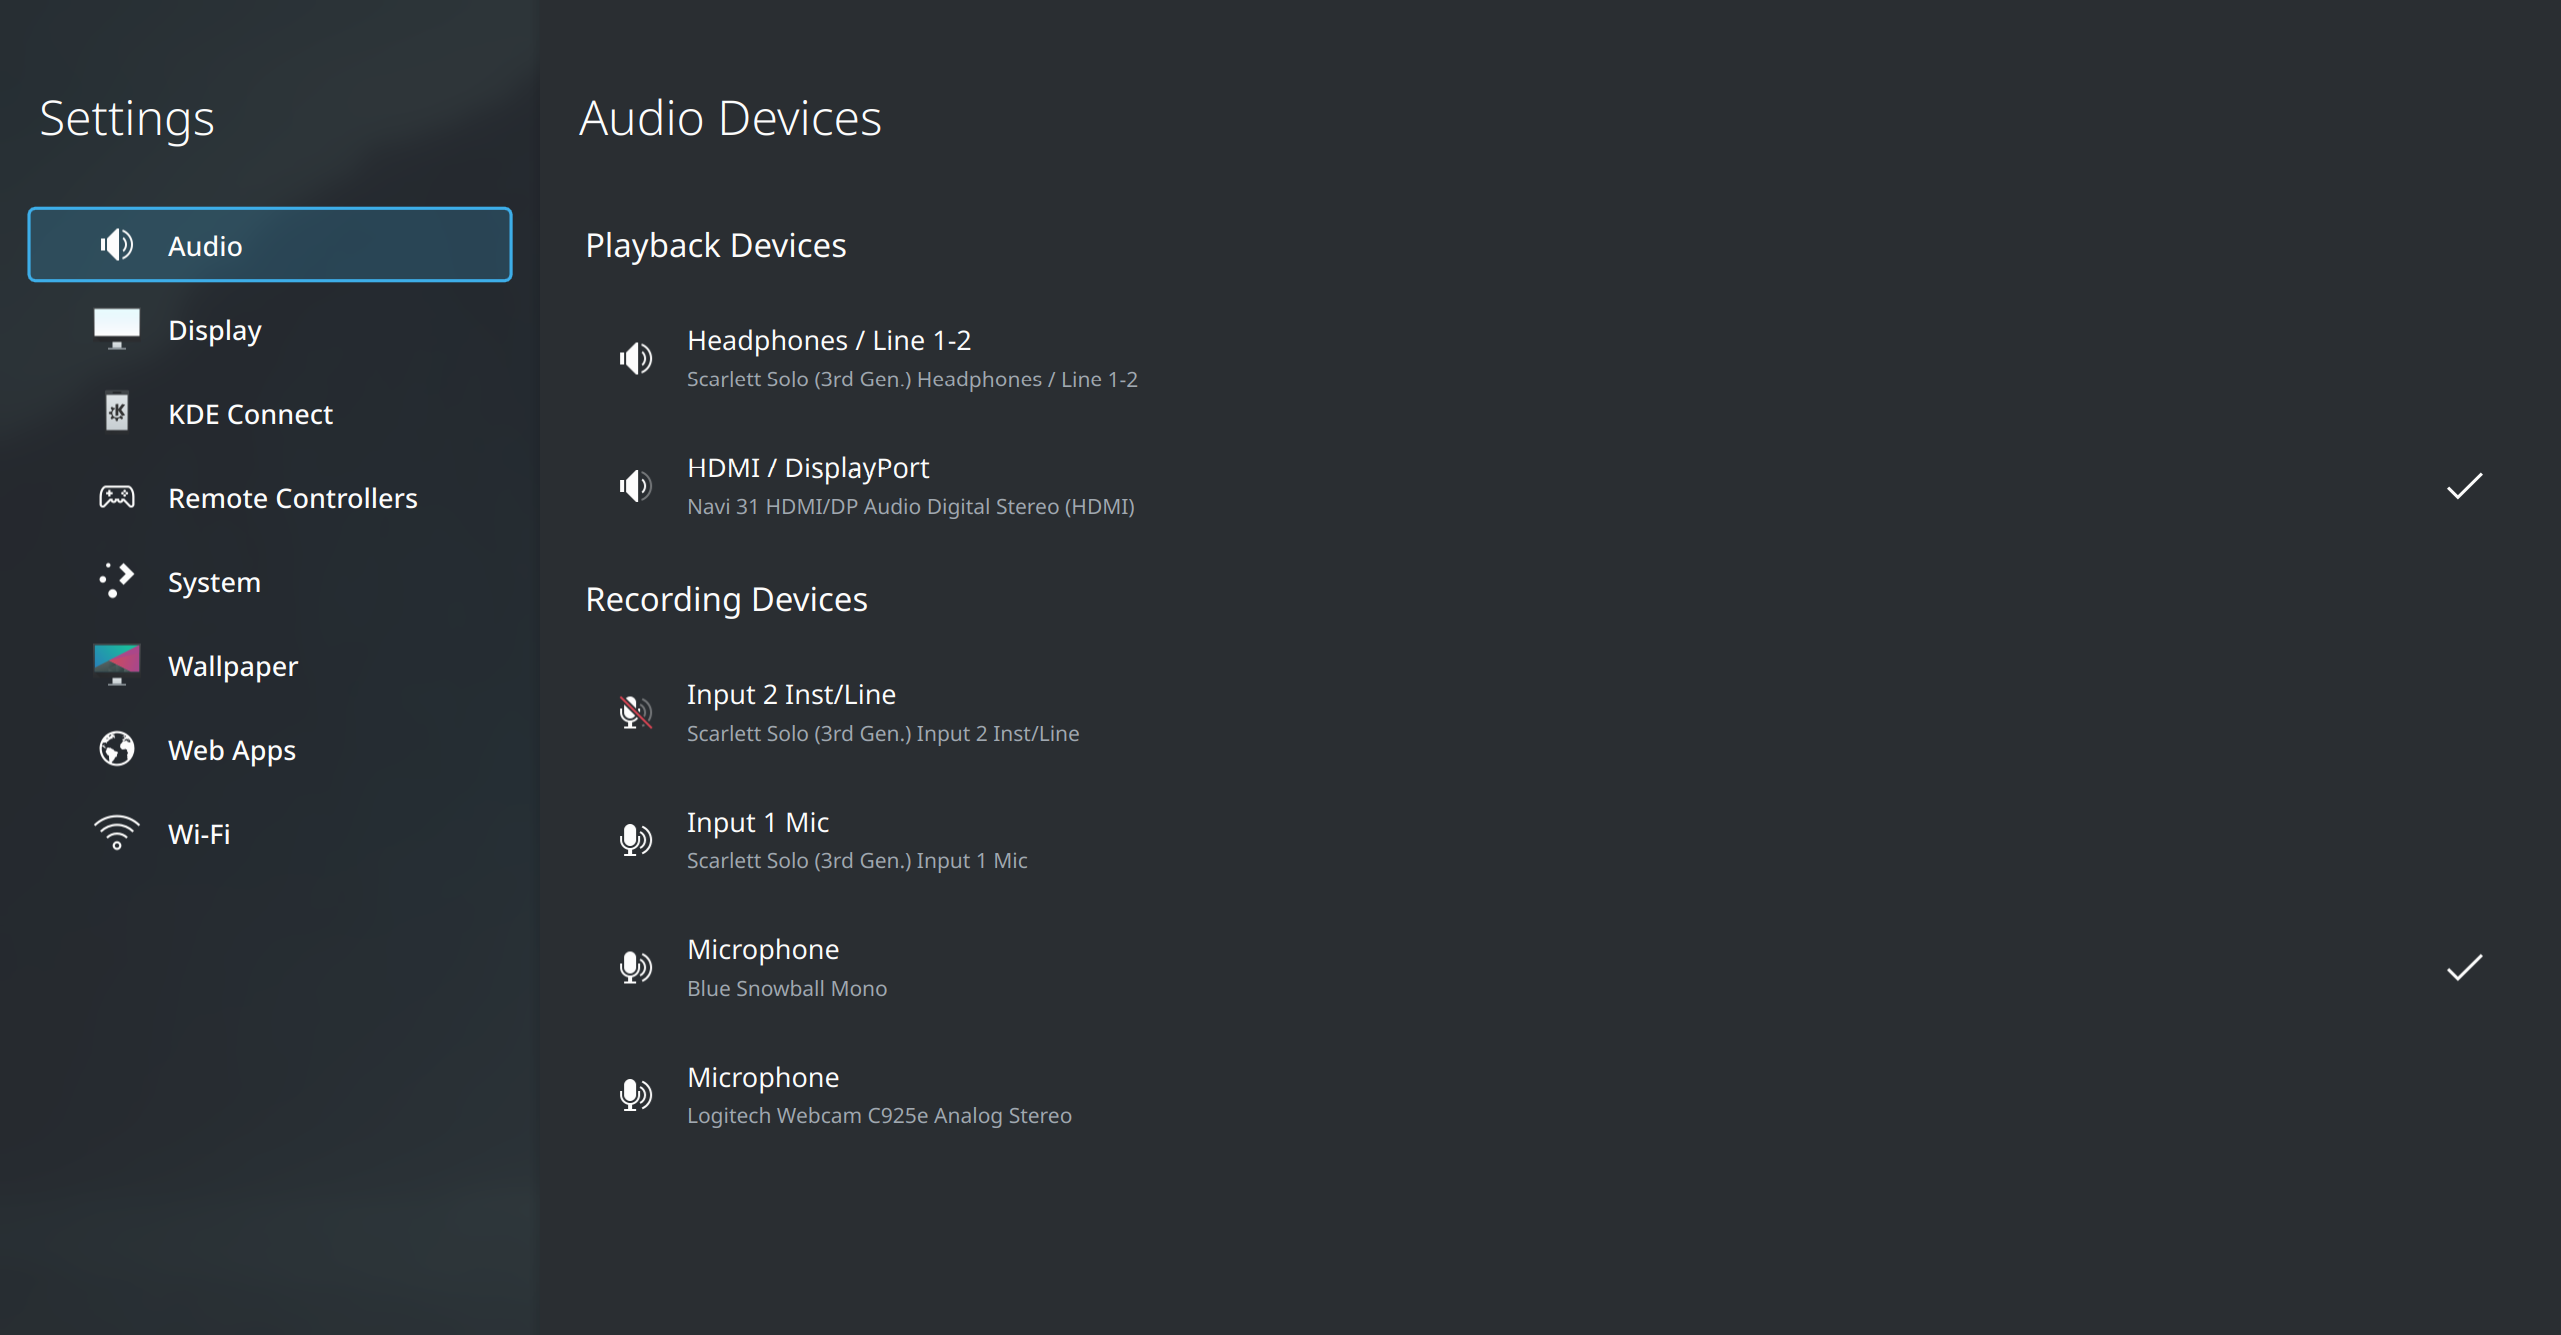 Settings
Audio
Display
KDE Connect
Remote Controllers
System
Wallpaper
Web Apps
Wi-Fi
Audio Devices
Playback Devices
Headphones / Line 1-2
Scarlett Solo (3rd Gen.) Headphones / Line 1-2
HDMI / DisplayPort
Navi 31 HDMI/DP Audio Digital Stereo (HDMI)
Recording Devices
Input 2 Inst/Line
Scarlett Solo (3rd Gen.) Input 2 Inst/Line
Input 1 Mic
Scarlett Solo (3rd Gen.) Input 1 Mic
Microphone
Blue Snowball Mono
Microphone
Logitech Webcam C925e Analog Stereo